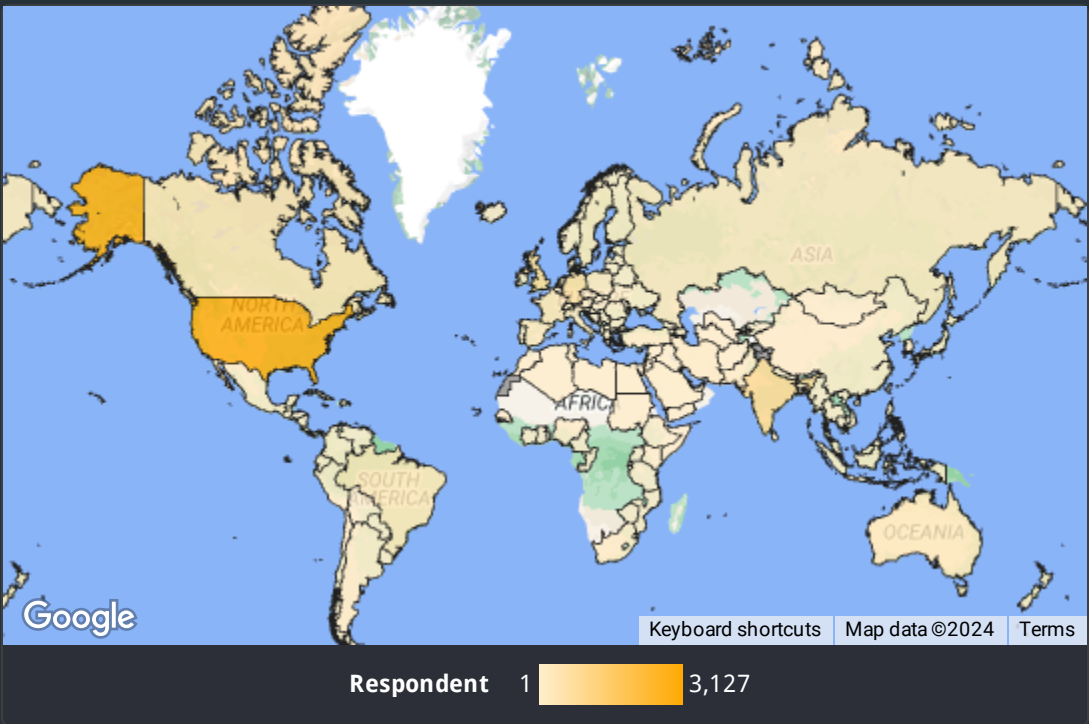 ASIA
NORTH
AMERICA
AFRICA
SOUTH
AMERICA
OCEANIA
Google
Keyboard shortcuts
Map data ©2024
Terms
Respondent 1 3,127